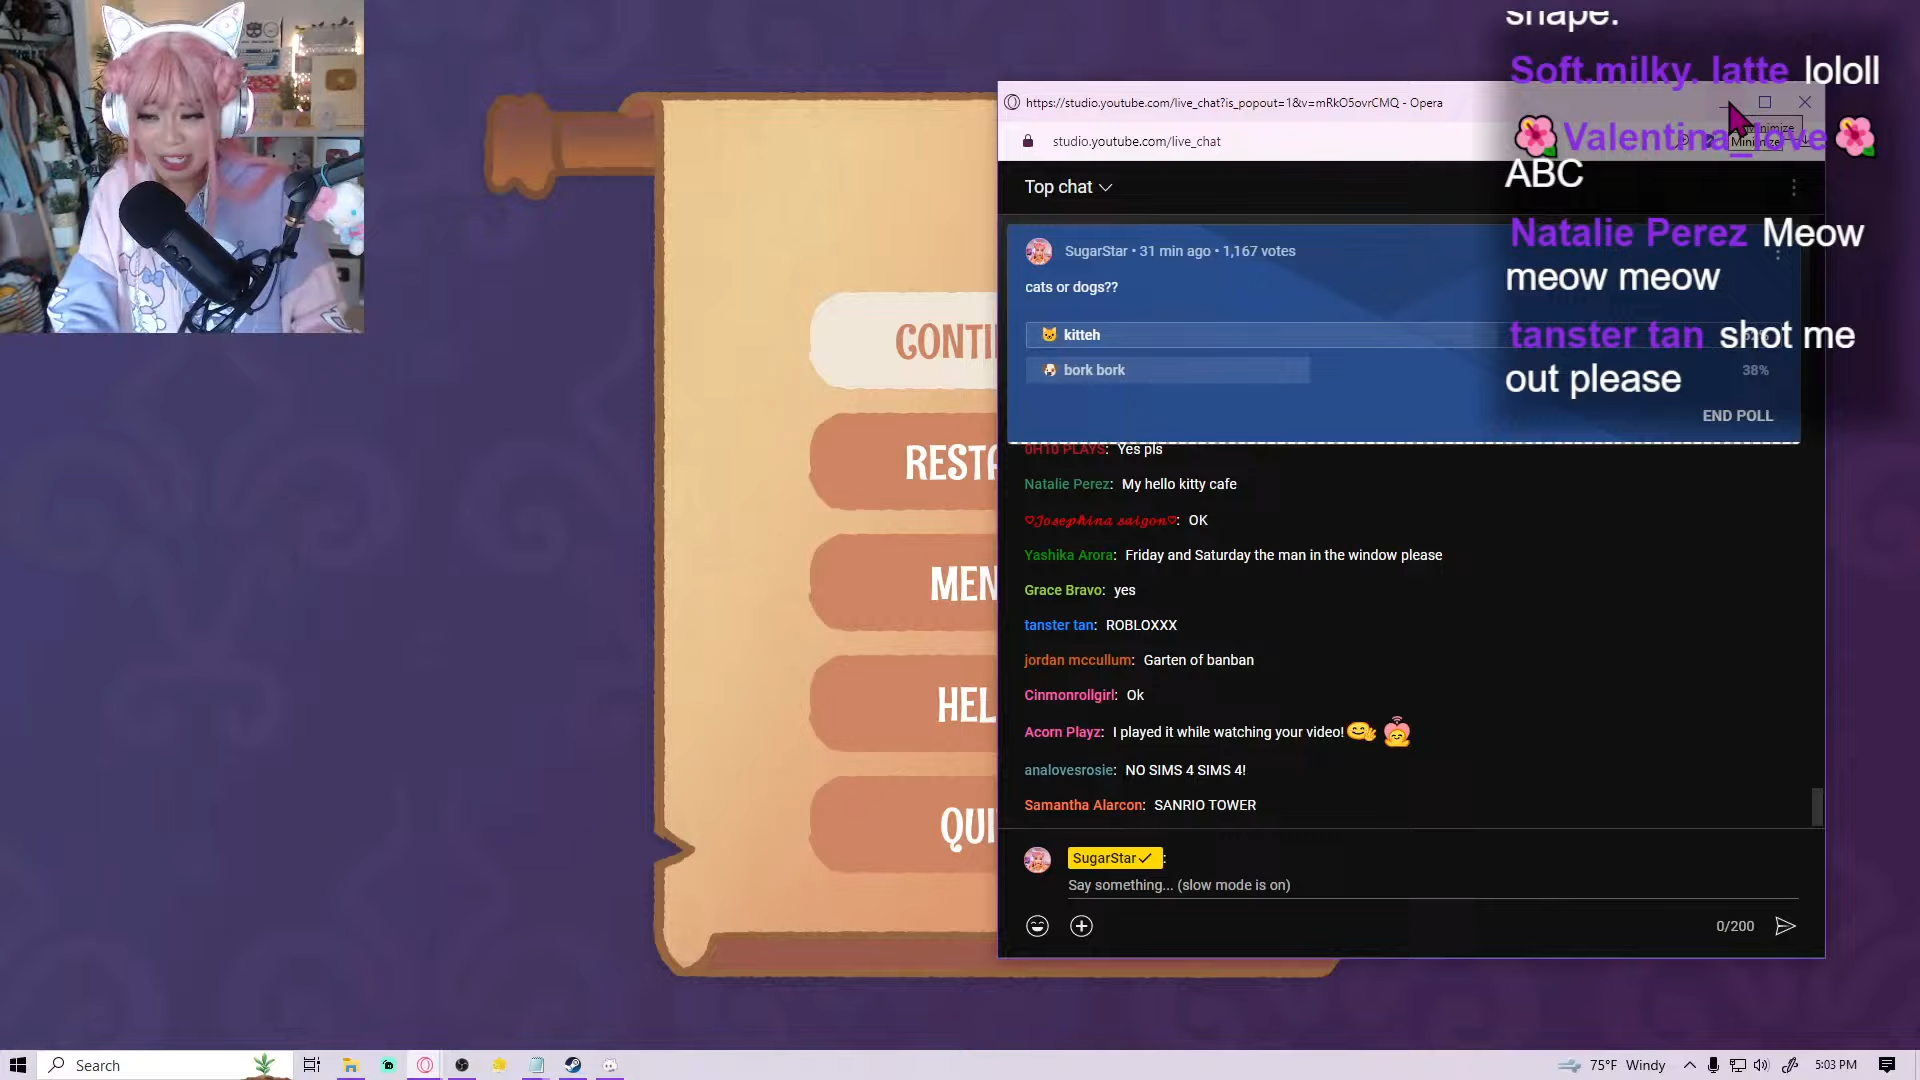 shape.
Soft.milky. latte lololl
https://studio.youtube.com/live_chat?is_popout=1&v=mRkO5ovrCMQ - Opera
Valentina_love
Minimize
studio.youtube.com/live_chat
Minimize
ABC
Top chat
Natalie Perez Meow
meow meow
SugarStar • 31 min ago • 1,167 votes
cats or dogs??
kitteh
tanster tan shot me
out please
bork bork
38%
END POLL
0H10 PLAYS: Yes pls
Natalie Perez: My hello kitty cafe
♡Josephina saigon♡: OK
Yashika Arora: Friday and Saturday the man in the window please
Grace Bravo: yes
tanster tan: ROBLOXXX
jordan mccullum: Garten of banban
Cinmonrollgirl: Ok
Acorn Playz: I played it while watching your video!
analovesrosie: NO SIMS 4 SIMS 4!
Samantha Alarcon: SANRIO TOWER
SugarStar :
Say something... (slow mode is on)
0/200
CONTI
RESTA
MEN
HEL
QUI
Search
75°F Windy
5:03 PM